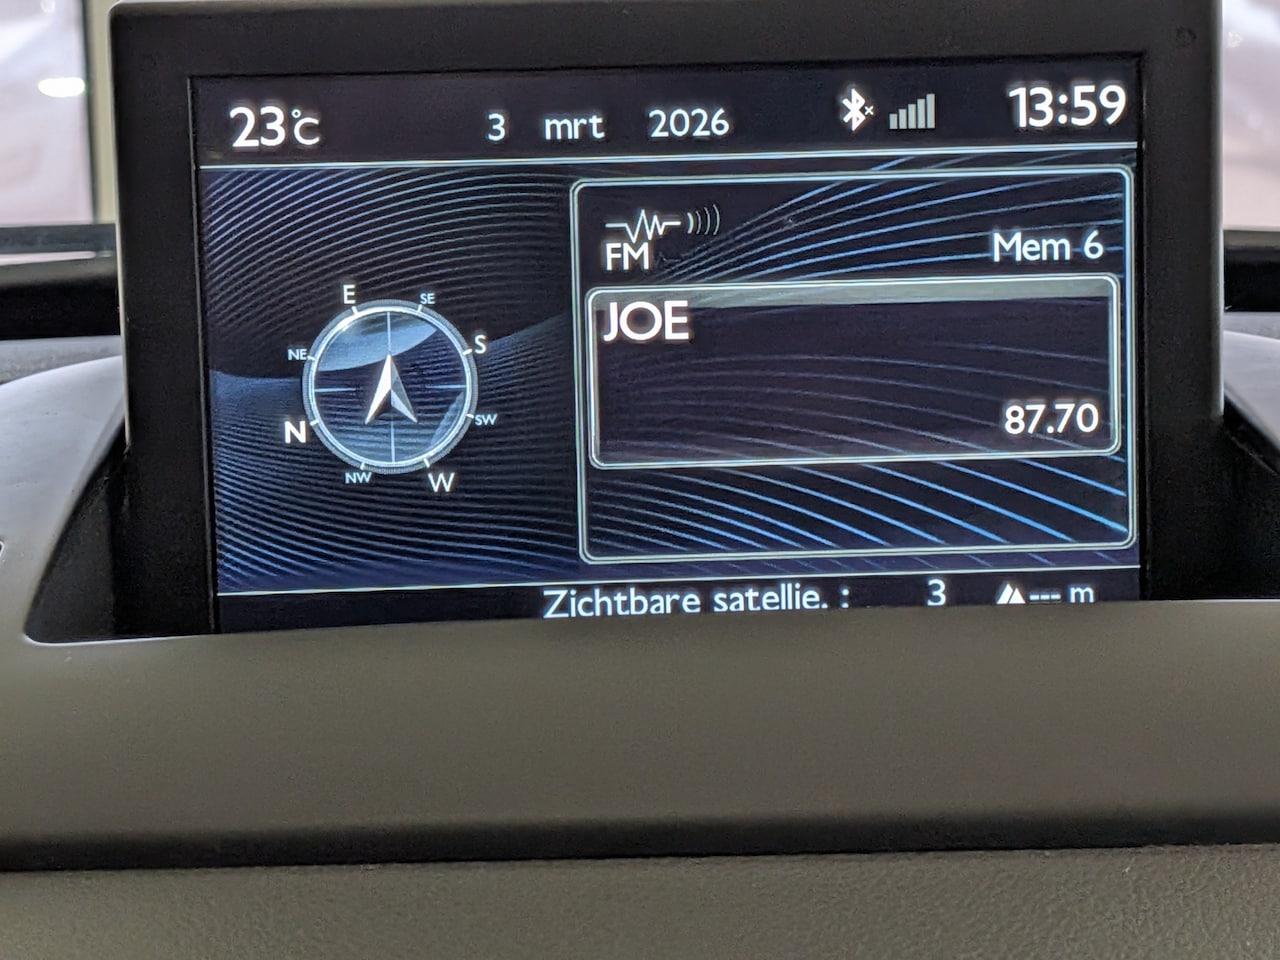 23°C 3 mrt 2026 13:59
FM Mem 6
JOE
87.70
E SE
NE S
N SW
NW W
Zichtbare satellie. : 3 --- m